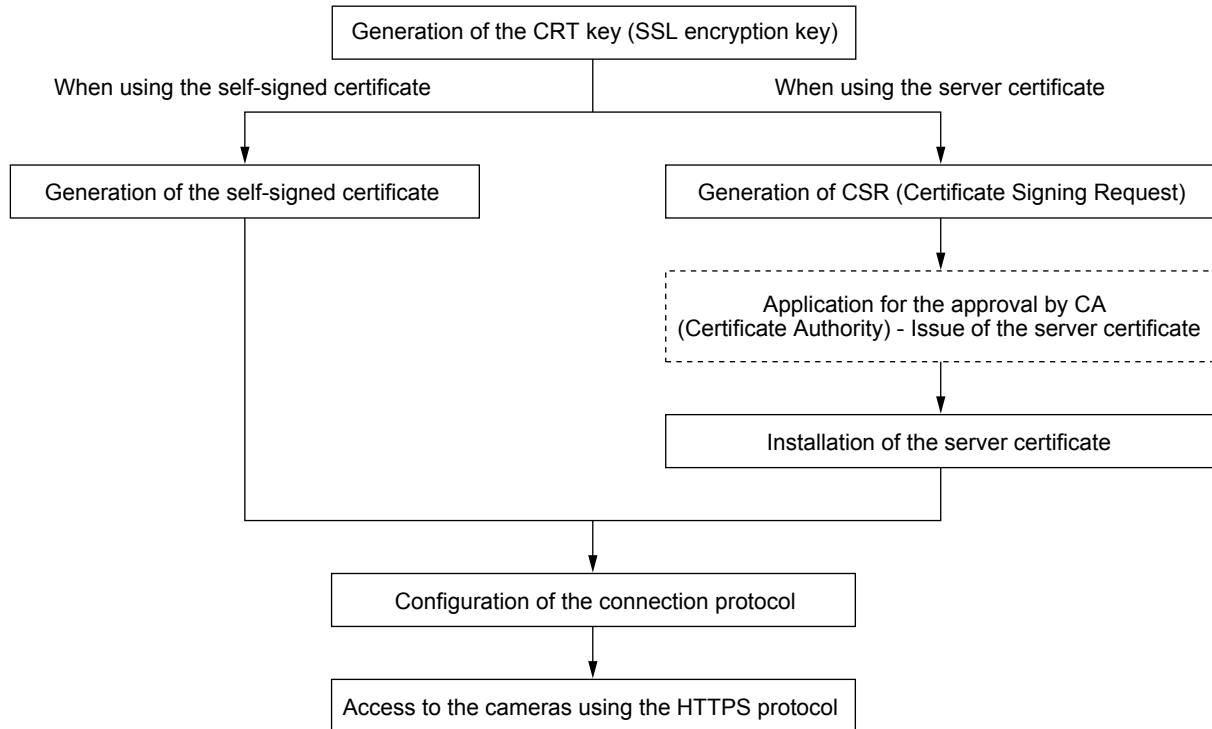 Generation of the CRT key (SSL encryption key)
When using the self-signed certificate
When using the server certificate
Generation of the self-signed certificate
Generation of CSR (Certificate Signing Request)
Application for the approval by CA
(Certificate Authority) - Issue of the server certificate
Installation of the server certificate
Configuration of the connection protocol
Access to the cameras using the HTTPS protocol